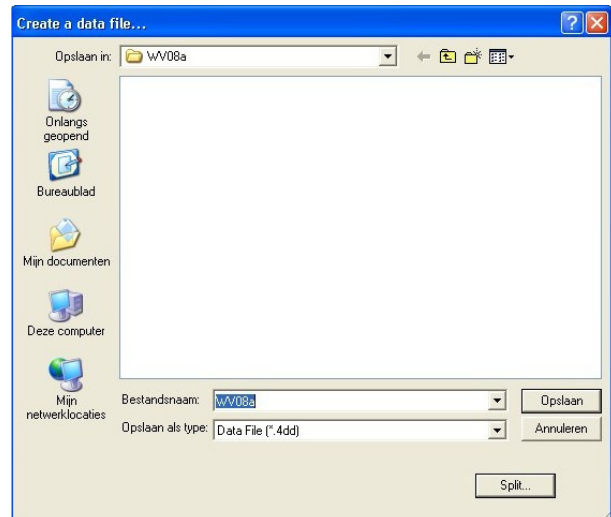 Create a data file...
Opslaan in: WV08a
Onlangs
geopend
Bureaublad
Mijn documenten
Deze computer
Mijn
netwerklocaties
Bestandsnaam: WV08a
Opslaan
Opslaan als type: Data File (*.4dd)
Annuleren
Split...